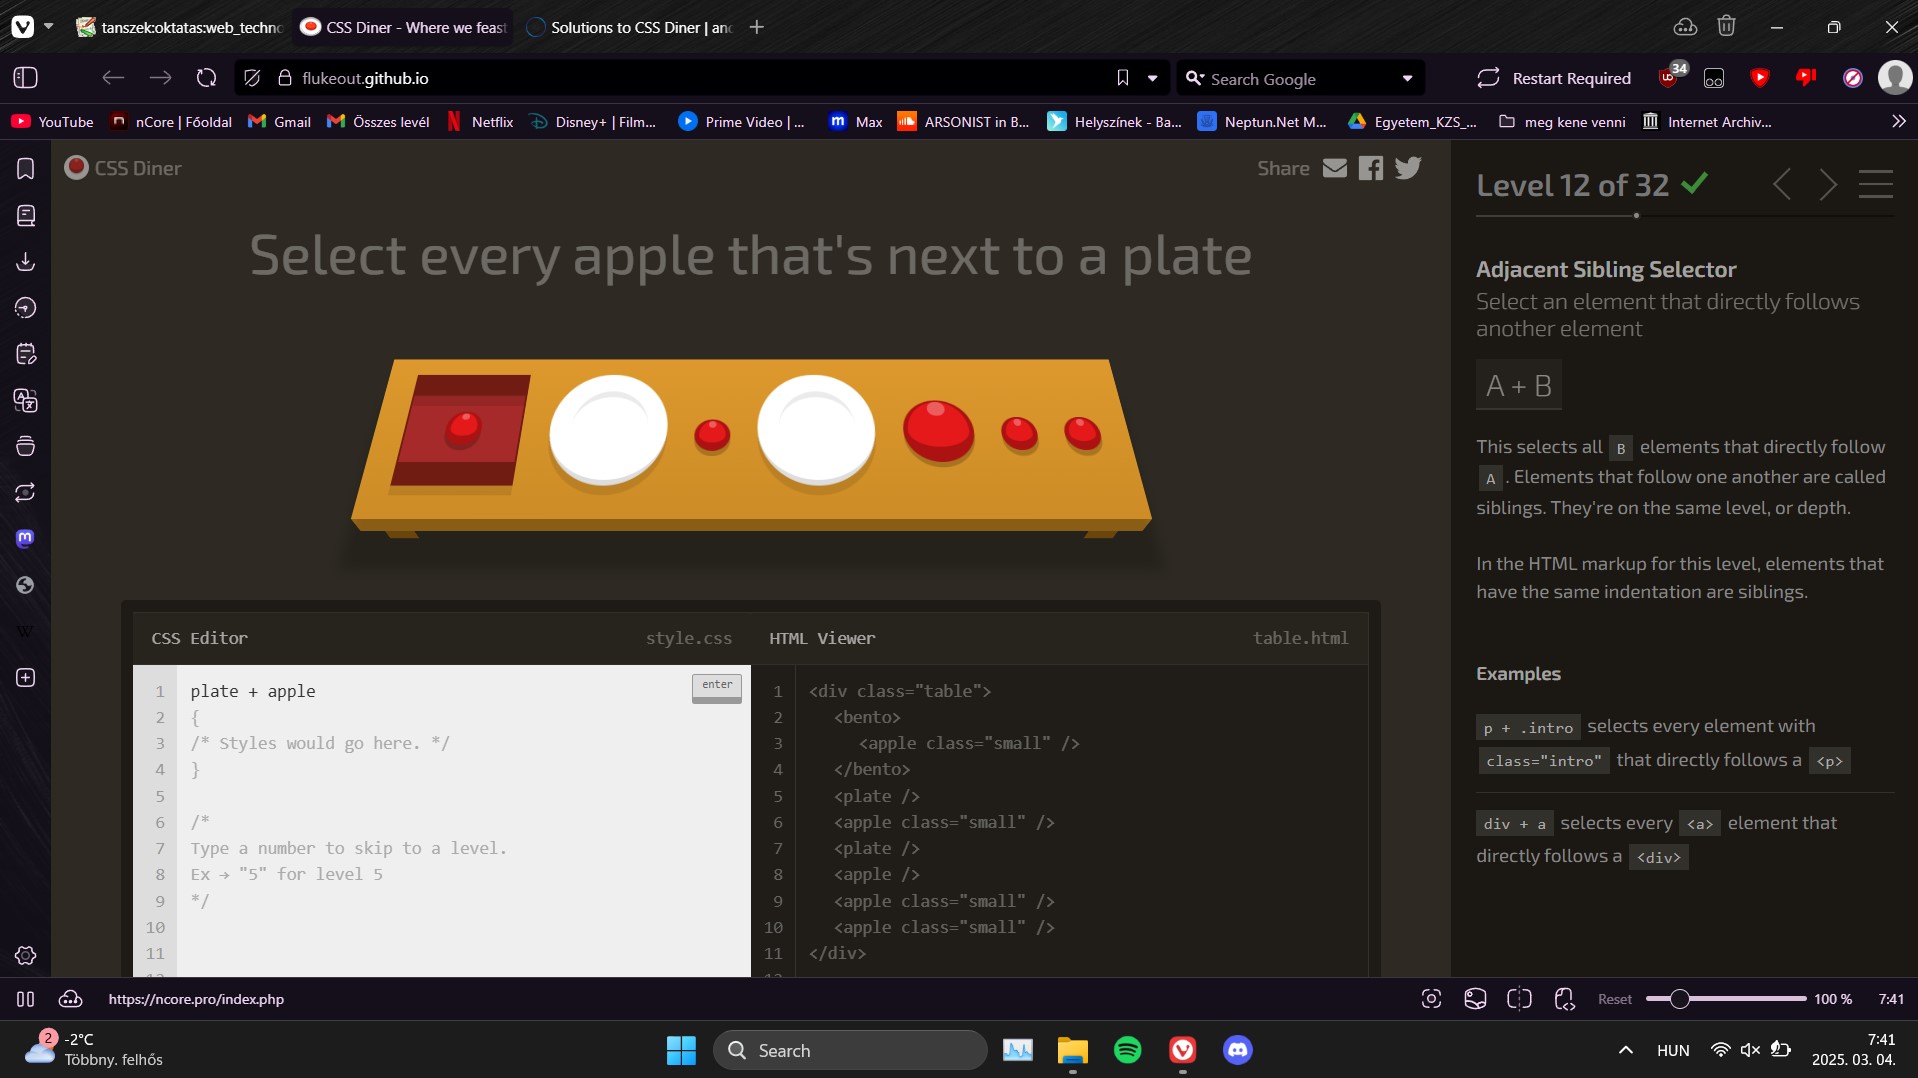 tanszek:oktatas:web_techno
CSS Diner - Where we feast
Solutions to CSS Diner | anc
flukeout.github.io
Search Google
Restart Required
34
YouTube
nCore | Főoldal
Gmail
Összes levél
Netflix
Disney+ | Film...
Prime Video | ...
Max
ARSONIST in B...
Helyszínek - Ba...
Neptun.Net M...
Egyetem_KZS_...
meg kene venni
Internet Archiv...
CSS Diner
Share
Select every apple that's next to a plate
CSS Editor
style.css
enter
1 plate + apple
2 {
3 /* Styles would go here. */
4 }
5
6 /*
7 Type a number to skip to a level.
8 Ex → "5" for level 5
9 */
10
11
HTML Viewer
table.html
1 <div class="table">
2 <bento>
3 <apple class="small" />
4 </bento>
5 <plate />
6 <apple class="small" />
7 <plate />
8 <apple />
9 <apple class="small" />
10 <apple class="small" />
11 </div>
Level 12 of 32
Adjacent Sibling Selector
Select an element that directly follows
another element
A + B
This selects all B elements that directly follow
A . Elements that follow one another are called
siblings. They're on the same level, or depth.
In the HTML markup for this level, elements that
have the same indentation are siblings.
Examples
p + .intro selects every element with
class="intro" that directly follows a <p>
div + a selects every <a> element that
directly follows a <div>
https://ncore.pro/index.php
Reset
100 %
7:41
2
-2°C
Többny. felhős
Search
HUN
7:41
2025. 03. 04.